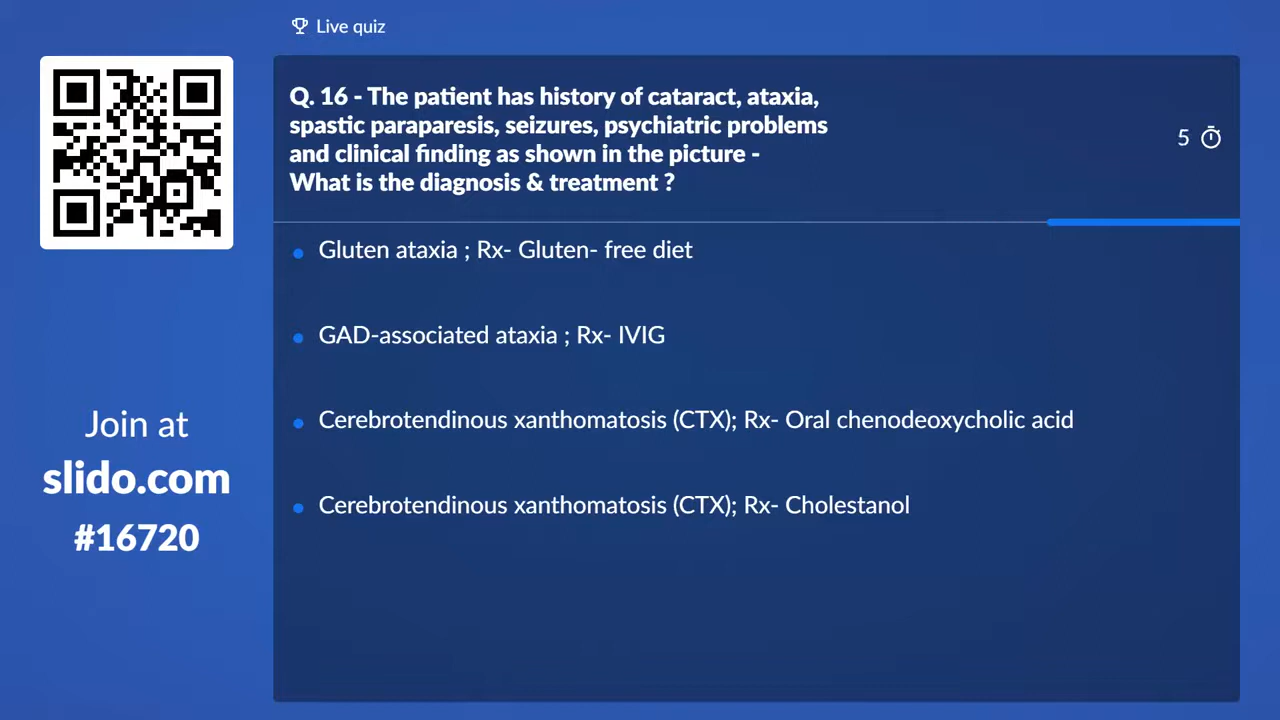 Live quiz
Q. 16 - The patient has history of cataract, ataxia,
spastic paraparesis, seizures, psychiatric problems
and clinical finding as shown in the picture -
What is the diagnosis & treatment ?
5
Gluten ataxia ; Rx- Gluten- free diet
GAD-associated ataxia ; Rx- IVIG
Cerebrotendinous xanthomatosis (CTX); Rx- Oral chenodeoxycholic acid
Cerebrotendinous xanthomatosis (CTX); Rx- Cholestanol
Join at
slido.com
#16720